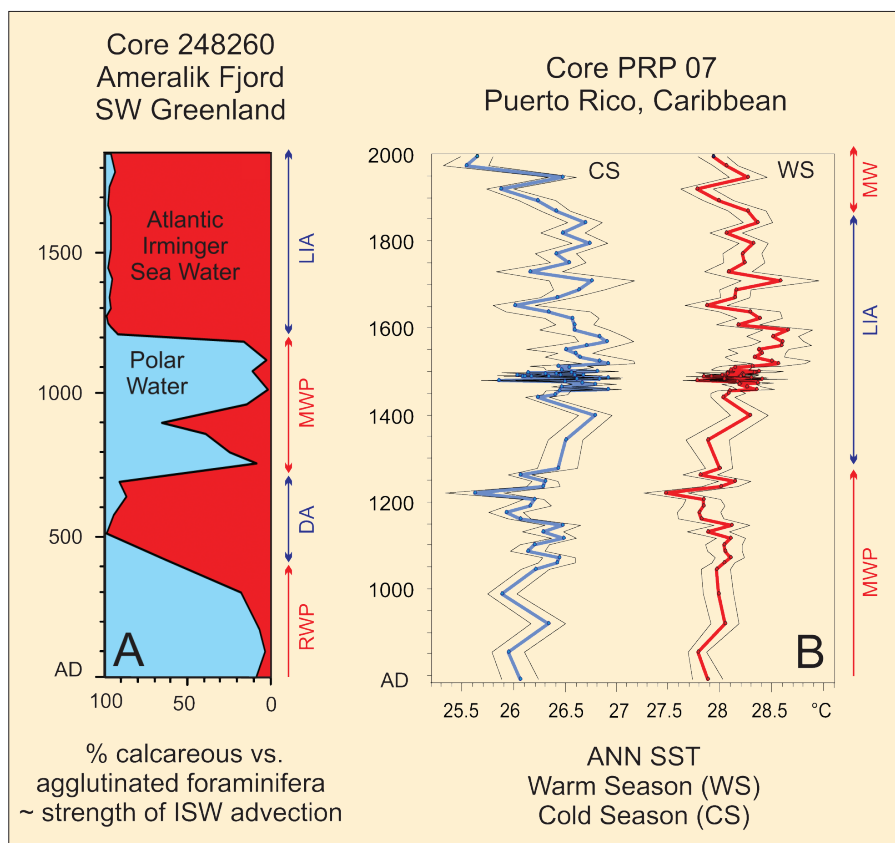 Core 248260
Ameralik Fjord
SW Greenland
Atlantic
Irminger
Sea Water
Polar
Water
1500
1000
500
AD
A
100
50
0
LIA
MWP
DA
RWP
% calcareous vs.
agglutinated foraminifera
~ strength of ISW advection
Core PRP 07
Puerto Rico, Caribbean
CS
WS
2000
1800
1600
1400
1200
1000
AD
B
25.5
26
26.5
27
27.5
28
28.5
°C
MW
LIA
MWP
ANN SST
Warm Season (WS)
Cold Season (CS)